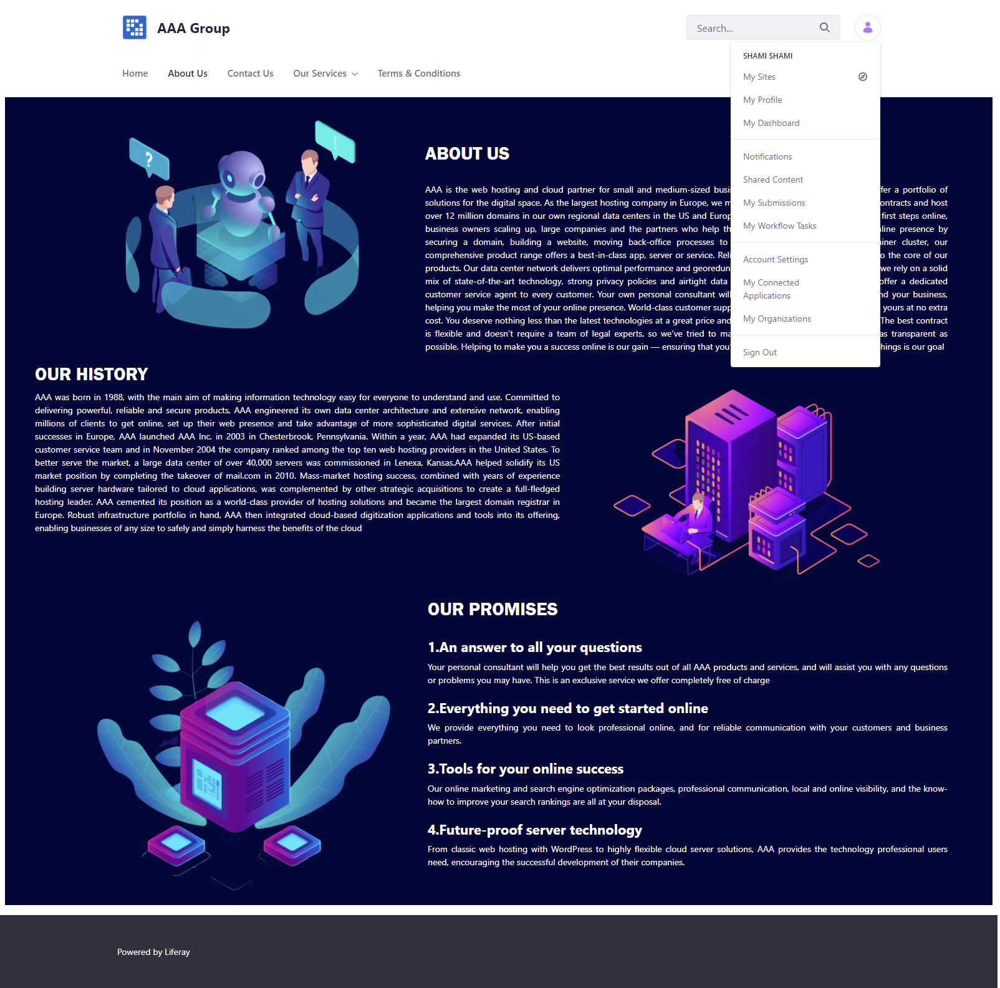 AAA Group
Search...
Home
About Us
Contact Us
Our Services
Terms & Conditions
SHAMI SHAMI
My Sites
My Profile
My Dashboard
Notifications
Shared Content
My Submissions
My Workflow Tasks
Account Settings
My Connected
Applications
My Organizations
Sign Out
?
!
ABOUT US
AAA is the web hosting and cloud partner for small and medium-sized a portfolio of
solutions for the digital space. As the largest hosting company in Europe, we and host
over 12 million domains in our own regional data centers in the US and first steps online,
business owners scaling up, large companies and the partners who help presence by
securing a domain, building a website, moving back-office processes to cluster, our
comprehensive product range offers a best-in-class app, server or service. the core of our
products. Our data center network delivers optimal performance and we rely on a solid
mix of state-of-the-art technology, strong privacy policies and airtight data offer a dedicated
customer service agent to every customer. Your own personal consultant your business,
helping you make the most of your online presence. World-class customer yours at no extra
cost. You deserve nothing less than the latest technologies at a great price and The best contract
is flexible and doesn’t require a team of legal experts, so we’ve tried to as transparent as
possible. Helping to make you a success online is our gain — ensuring that is our goal
OUR HISTORY
AAA was born in 1988, with the main aim of making information technology easy for everyone to understand and use. Committed to
delivering powerful, reliable and secure products, AAA engineered its own data center architecture and extensive network, enabling
millions of clients to get online, set up their web presence and take advantage of more sophisticated digital services. After initial
successes in Europe, AAA launched AAA Inc. in 2003 in Chesterbrook, Pennsylvania. Within a year, AAA had expanded its US-based
customer service team and in November 2004 the company ranked among the top ten web hosting providers in the United States. To
better serve the market, a large data center of over 40,000 servers was commissioned in Lenexa, Kansas.AAA helped solidify its US
market position by completing the takeover of mail.com in 2010. Mass-market hosting success, combined with years of experience
building server hardware tailored to cloud applications, was complemented by other strategic acquisitions to create a full-fledged
hosting leader. AAA cemented its position as a world-class provider of hosting solutions and became the largest domain registrar in
Europe. Robust infrastructure portfolio in hand, AAA then integrated cloud-based digitization applications and tools into its offering,
enabling businesses of any size to safely and simply harness the benefits of the cloud
OUR PROMISES
1.An answer to all your questions
Your personal consultant will help you get the best results out of all AAA products and services, and will assist you with any questions
or problems you may have. This is an exclusive service we offer completely free of charge
2.Everything you need to get started online
We provide everything you need to look professional online, and for reliable communication with your customers and business
partners.
3.Tools for your online success
Our online marketing and search engine optimization packages, professional communication, local and online visibility, and the know-
how to improve your search rankings are all at your disposal.
4.Future-proof server technology
From classic web hosting with WordPress to highly flexible cloud server solutions, AAA provides the technology professional users
need, encouraging the successful development of their companies.
Powered by Liferay